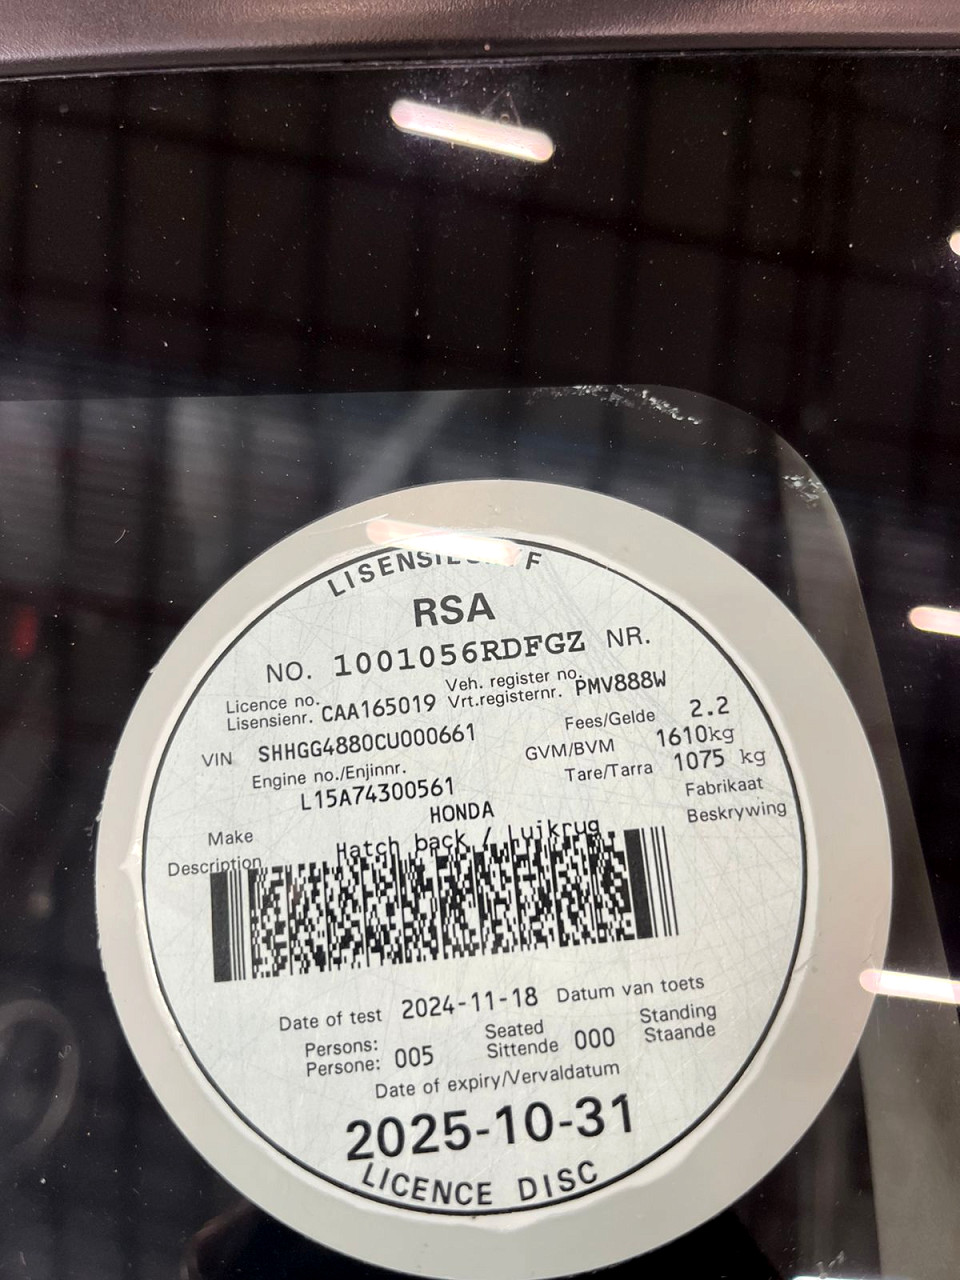 RSA
NO. 1001056RDFGZ NR.
Licence no. Veh. register no.
Lisensienr. CAA165019 Vrt.registernr. PMV888W
VIN SHHGG4880CU000661 Fees/Gelde 2.2
Engine no./Enjinnr. GVM/BVM 1610kg
L15A74300561 Tare/Tarra 1075 kg
Make HONDA Fabrikaat
Description Hatch back / Luikrug Beskrywing
Date of test 2024-11-18 Datum van toets
Persons: Seated Standing
Persone: 005 Sittende 000 Staande
Date of expiry/Vervaldatum
2025-10-31
LICENCE DISC